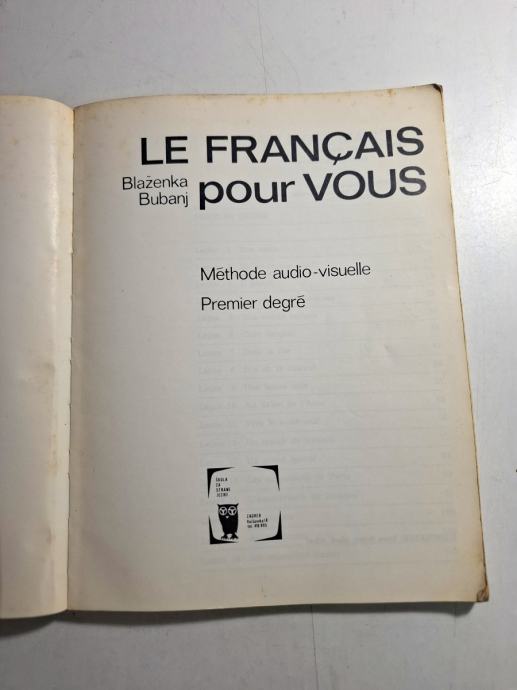 LE FRANÇAIS
Blaženka
Bubanj
pour VOUS
Méthode audio-visuelle
Premier degré
ŠKOLA
ZA
STRANE
JEZIKE
ZAGREB